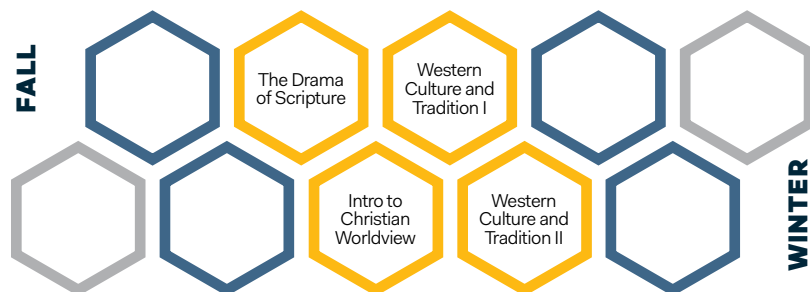 FALL
The Drama
of Scripture
Western
Culture and
Tradition I
Intro to
Christian
Worldview
Western
Culture and
Tradition II
WINTER